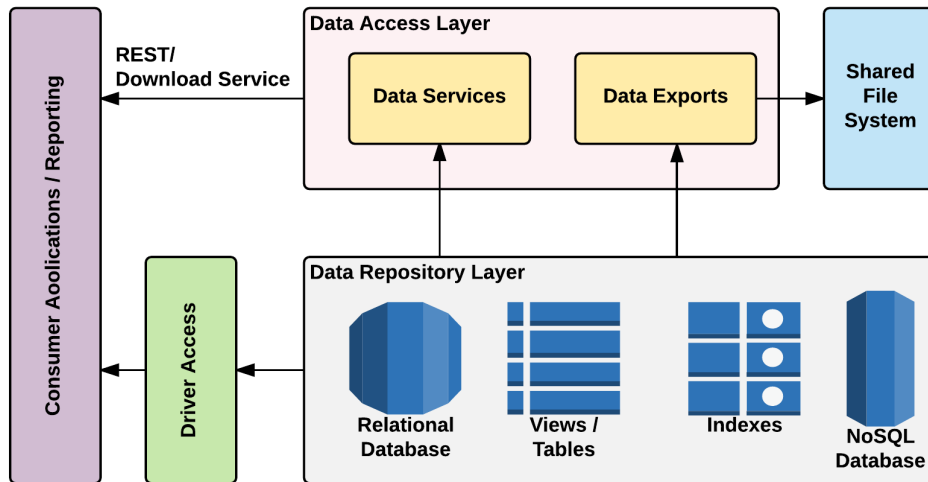 Data Access Layer
REST/
Download Service
Data Services
Data Exports
Shared
File
System
Consumer Aoolications / Reporting
Driver Access
Data Repository Layer
Relational
Database
Views /
Tables
Indexes
NoSQL
Database